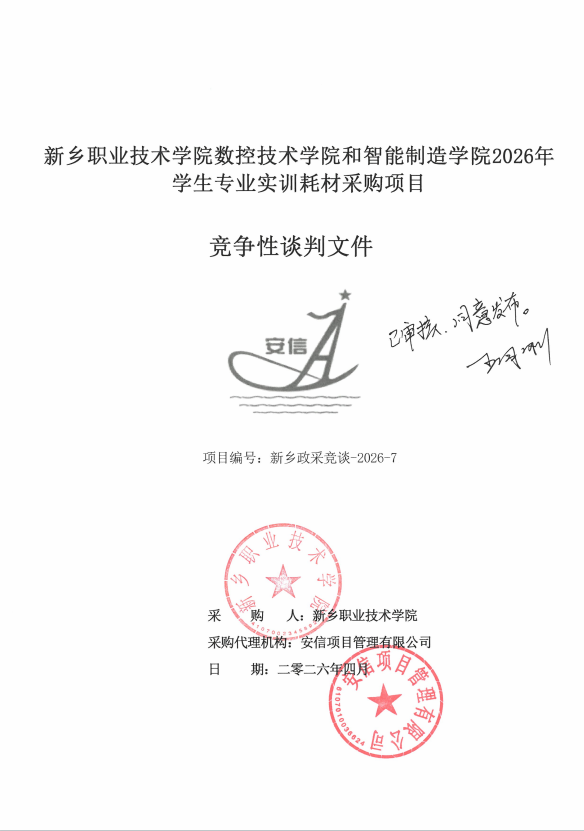 新乡职业技术学院数控技术学院和智能制造学院2026年
学生专业实训耗材采购项目
竞争性谈判文件
安信
已审核,同意发布。
项目编号：新乡政采竞谈-2026-7
新乡职业技术学院
采购人：新乡职业技术学院
采购代理机构：安信项目管理有限公司
日期：二零二六年四月
安信项目管理有限公司